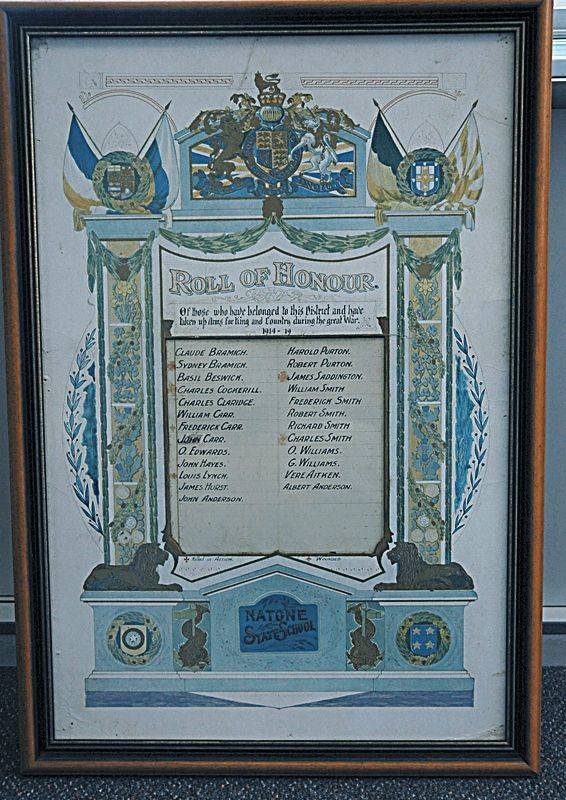 ROLL OF HONOUR.
Of those who have belonged to this District and have
taken up Arms for King and Country during the great War.
1914 - 19
CLAUDE BRAMICH.
SYDNEY BRAMICH.
BASIL BESWICK.
CHARLES COCKERILL.
CHARLES CLARIDGE.
WILLIAM CARR.
FREDERICK CARR.
JOHN CARR.
O. EDWARDS.
JOHN HAYES.
LOUIS LYNCH.
JAMES HURST.
JOHN ANDERSON.
HAROLD PURTON.
ROBERT PURTON.
JAMES SADDINGTON.
WILLIAM SMITH
FREDERICK SMITH
ROBERT SMITH.
RICHARD SMITH
CHARLES SMITH
O. WILLIAMS.
G. WILLIAMS.
VERE AITKEN.
ALBERT ANDERSON.
Killed in Action.
Wounded.
NATONE
STATE SCHOOL